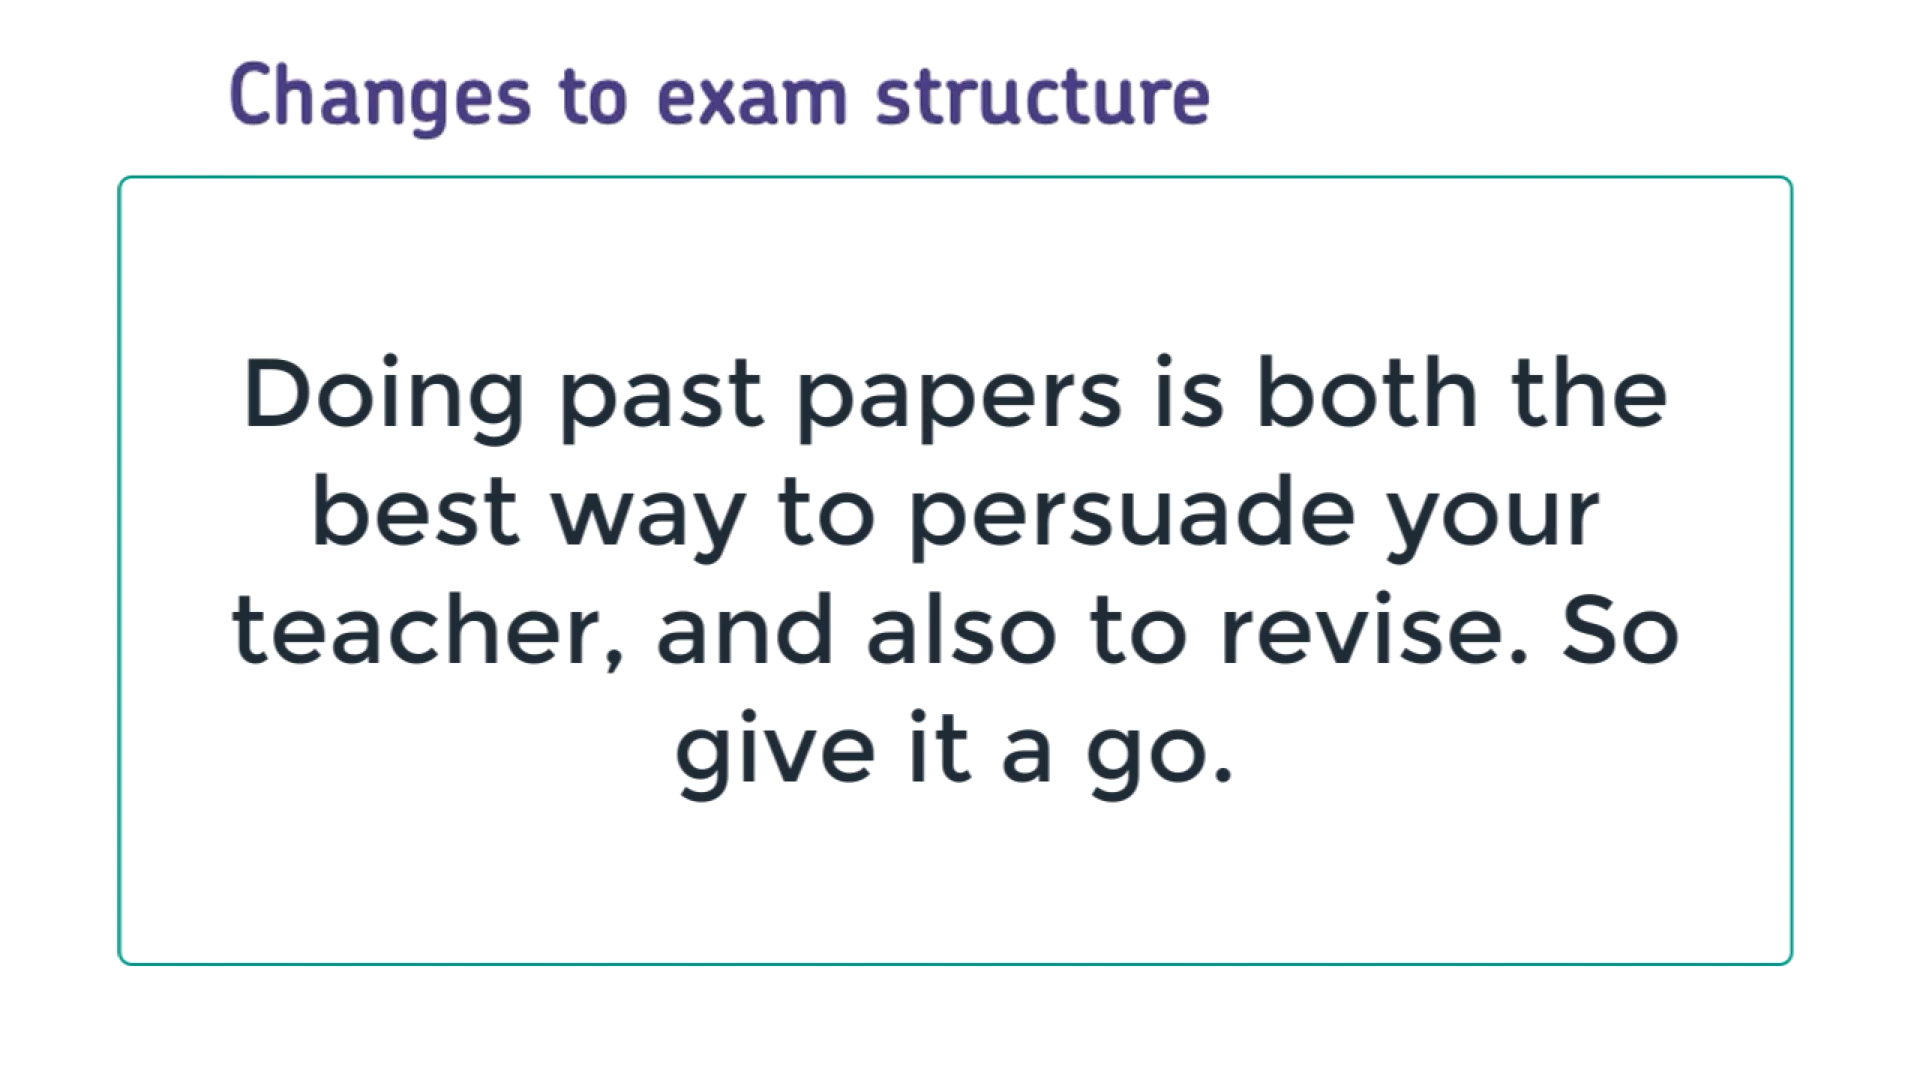 Changes to exam structure
Doing past papers is both the
best way to persuade your
teacher, and also to revise. So
give it a go.